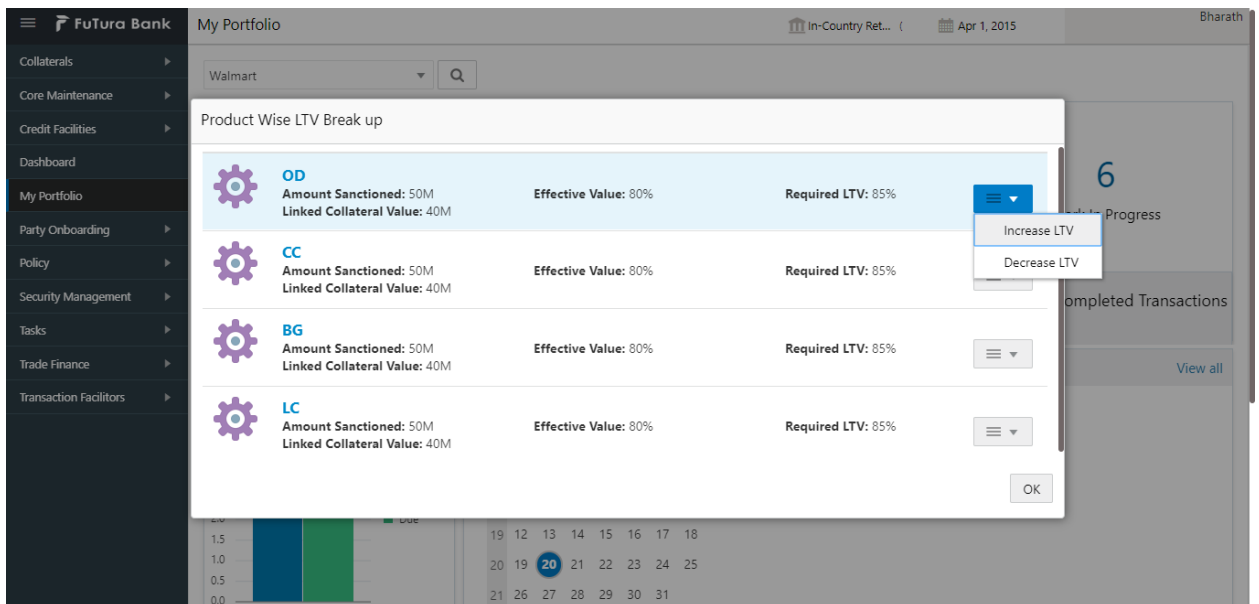 FuTura Bank
My Portfolio
In-Country Ret... (
Apr 1, 2015
Bharath
Collaterals
Core Maintenance
Credit Facilities
Dashboard
My Portfolio
Party Onboarding
Policy
Security Management
Tasks
Trade Finance
Transaction Facilitors
Walmart
Product Wise LTV Break up
OD
Amount Sanctioned: 50M Effective Value: 80% Required LTV: 85%
Linked Collateral Value: 40M
Increase LTV
Decrease LTV
CC
Amount Sanctioned: 50M Effective Value: 80% Required LTV: 85%
Linked Collateral Value: 40M
BG
Amount Sanctioned: 50M Effective Value: 80% Required LTV: 85%
Linked Collateral Value: 40M
LC
Amount Sanctioned: 50M Effective Value: 80% Required LTV: 85%
Linked Collateral Value: 40M
OK
6
Progress
Transactions
View all
2.0
1.5
1.0
0.5
0.0
Due
19 12 13 14 15 16 17 18
20 19 20 21 22 23 24 25
21 26 27 28 29 30 31